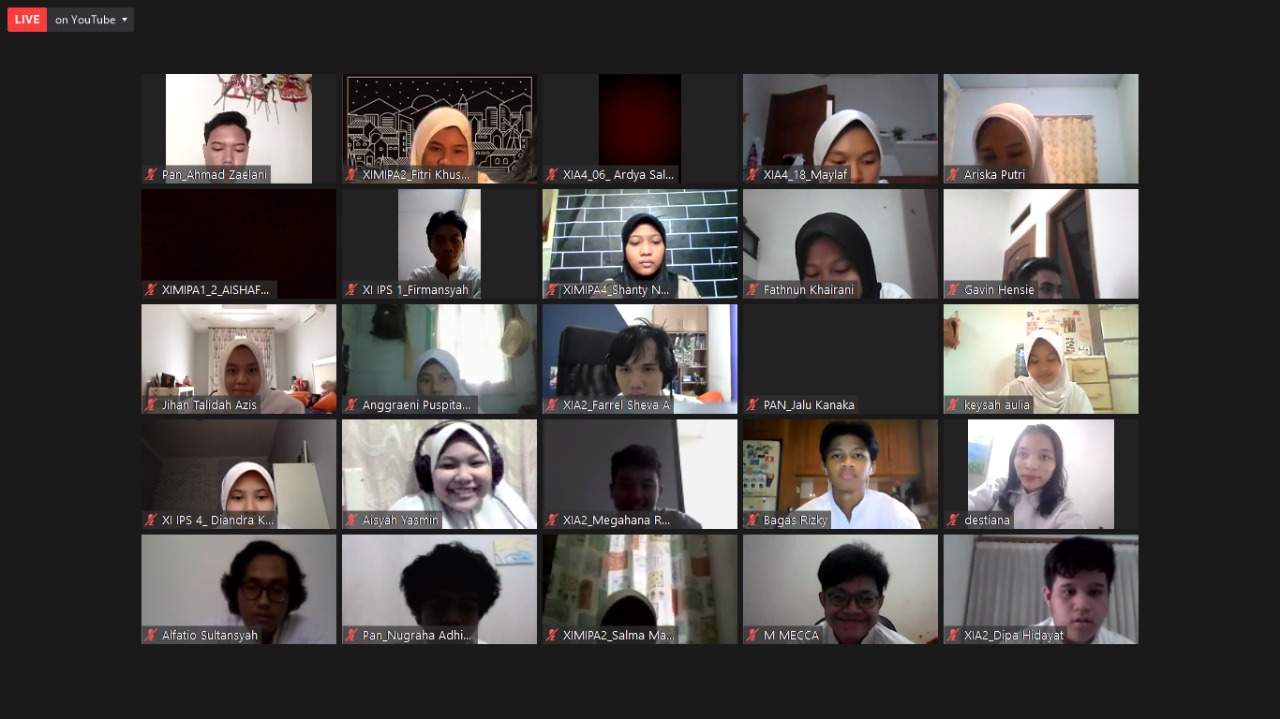 LIVE on YouTube
Pan_Ahmad Zaelani
XIMIPA2_Fitri Khus...
XIA4_06_ Ardya Sal...
XIA4_18_Maylaf
Ariska Putri
XIMIPA1_2_AISHAF...
XI IPS 1_Firmansyah
XIMIPA4_Shanty N...
Fathnun Khairani
Gavin Hensie
Jihan Talidah Azis
Anggraeni Puspita...
XIA2_Farrel Sheva A
PAN_Jalu Kanaka
keysah aulia
XI IPS 4_ Diandra K...
Aisyah Yasmin
XIA2_Megahana R...
Bagas Rizky
destiana
Alfatio Sultansyah
Pan_Nugraha Adhi...
XIMIPA2_Salma Ma...
M MECCA
XIA2_Dipa Hidayat